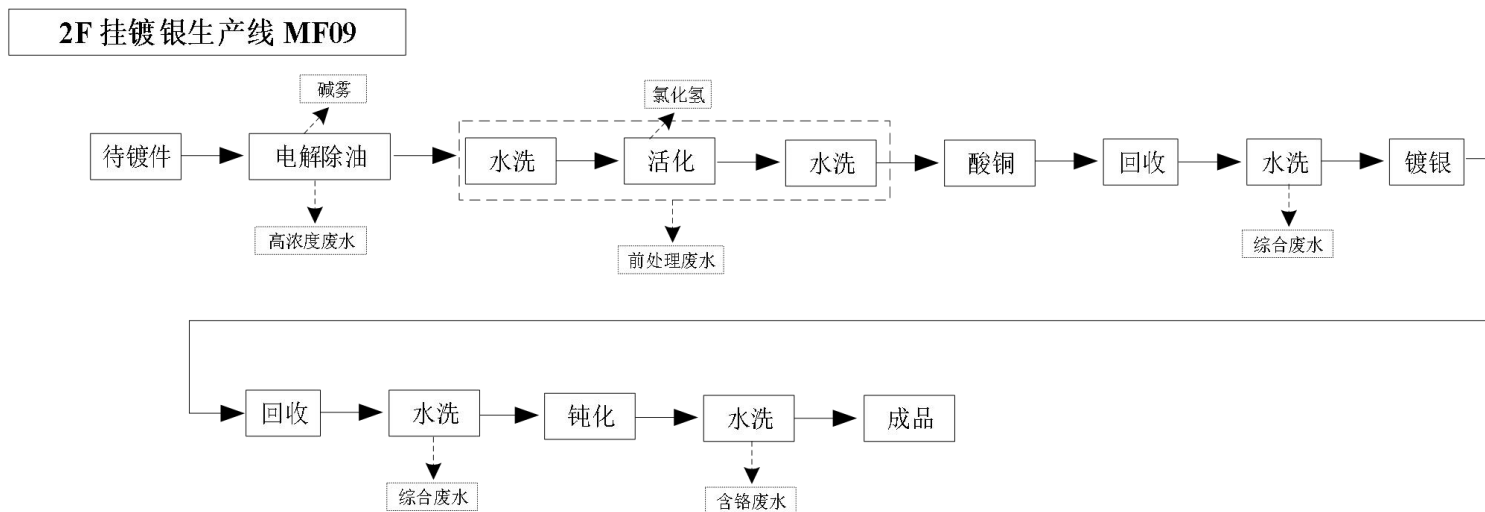 2F 挂镀银生产线 MF09
碱雾
氯化氢
待镀件
电解除油
水洗
活化
水洗
酸铜
回收
水洗
镀银
高浓度废水
前处理废水
综合废水
回收
水洗
钝化
水洗
成品
综合废水
含铬废水